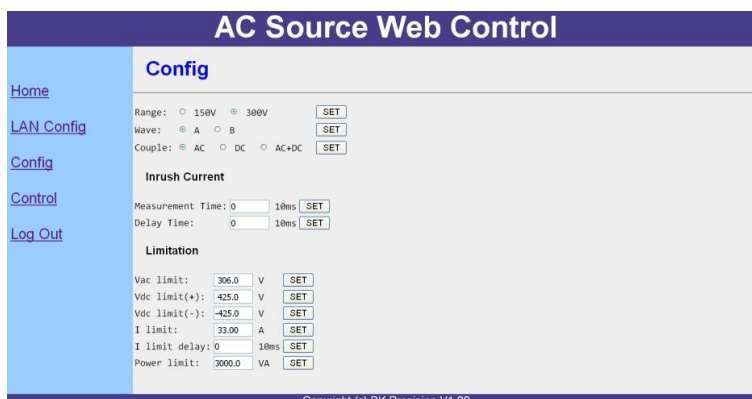 AC Source Web Control
Home
LAN Config
Config
Control
Log Out
Config
Range: 150V 300V SET
Wave: A B SET
Couple: AC DC AC+DC SET
Inrush Current
Measurement Time: 0 10ms SET
Delay Time: 0 10ms SET
Limitation
Vac limit: 306.0 V SET
Vdc limit(+): 425.0 V SET
Vdc limit(-): -425.0 V SET
I limit: 33.00 A SET
I limit delay: 0 10ms SET
Power limit: 3000.0 VA SET